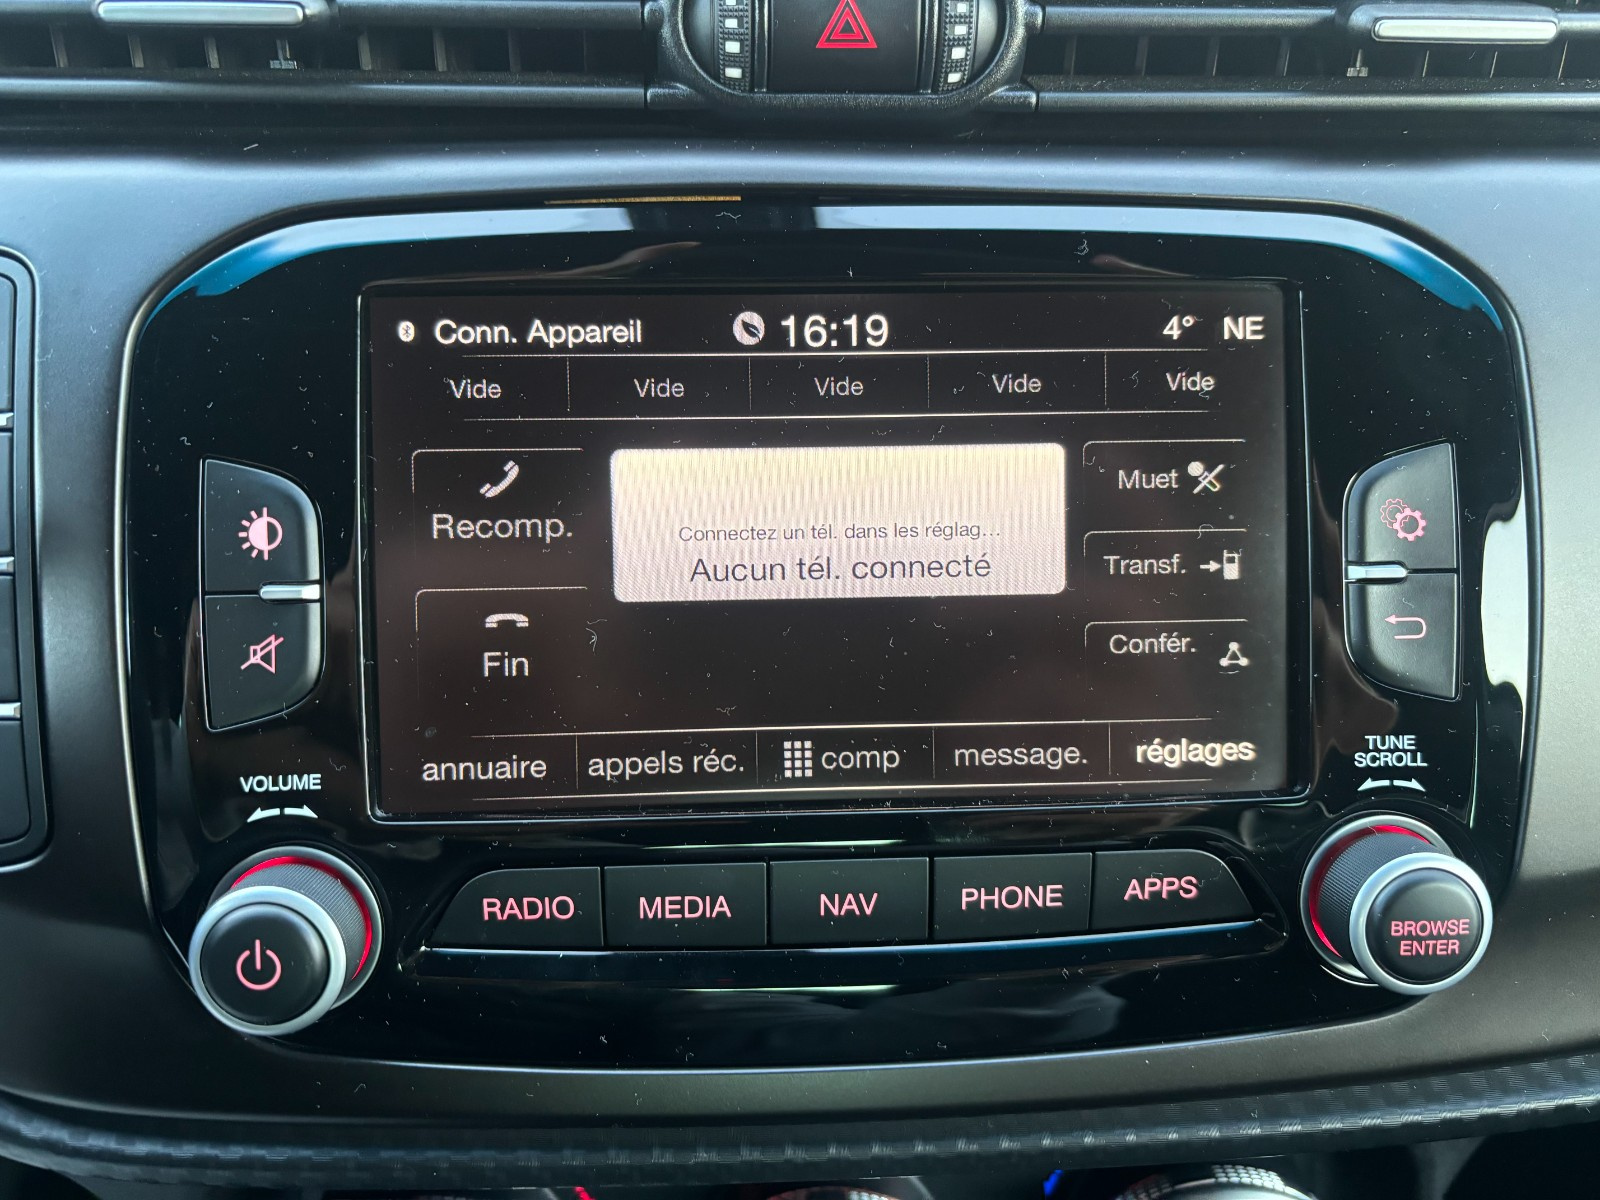 Conn. Appareil 16:19 4° NE
Vide Vide Vide Vide Vide
Recomp.
Connectez un tél. dans les réglag...
Aucun tél. connecté
Muet
Transf.
Fin
Confér.
annuaire appels réc. comp message. réglages
VOLUME
TUNE
SCROLL
RADIO MEDIA NAV PHONE APPS
BROWSE
ENTER